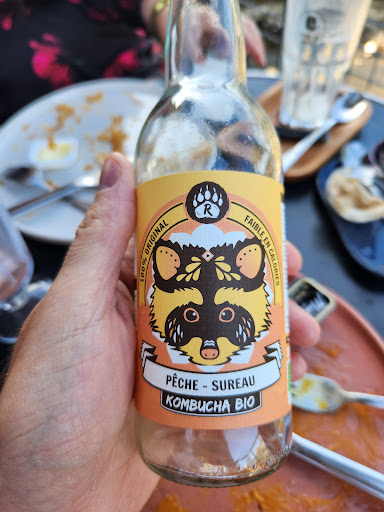 R
100% ORIGINAL
FAIBLE EN CALORIES
PÊCHE - SUREAU
KOMBUCHA BIO